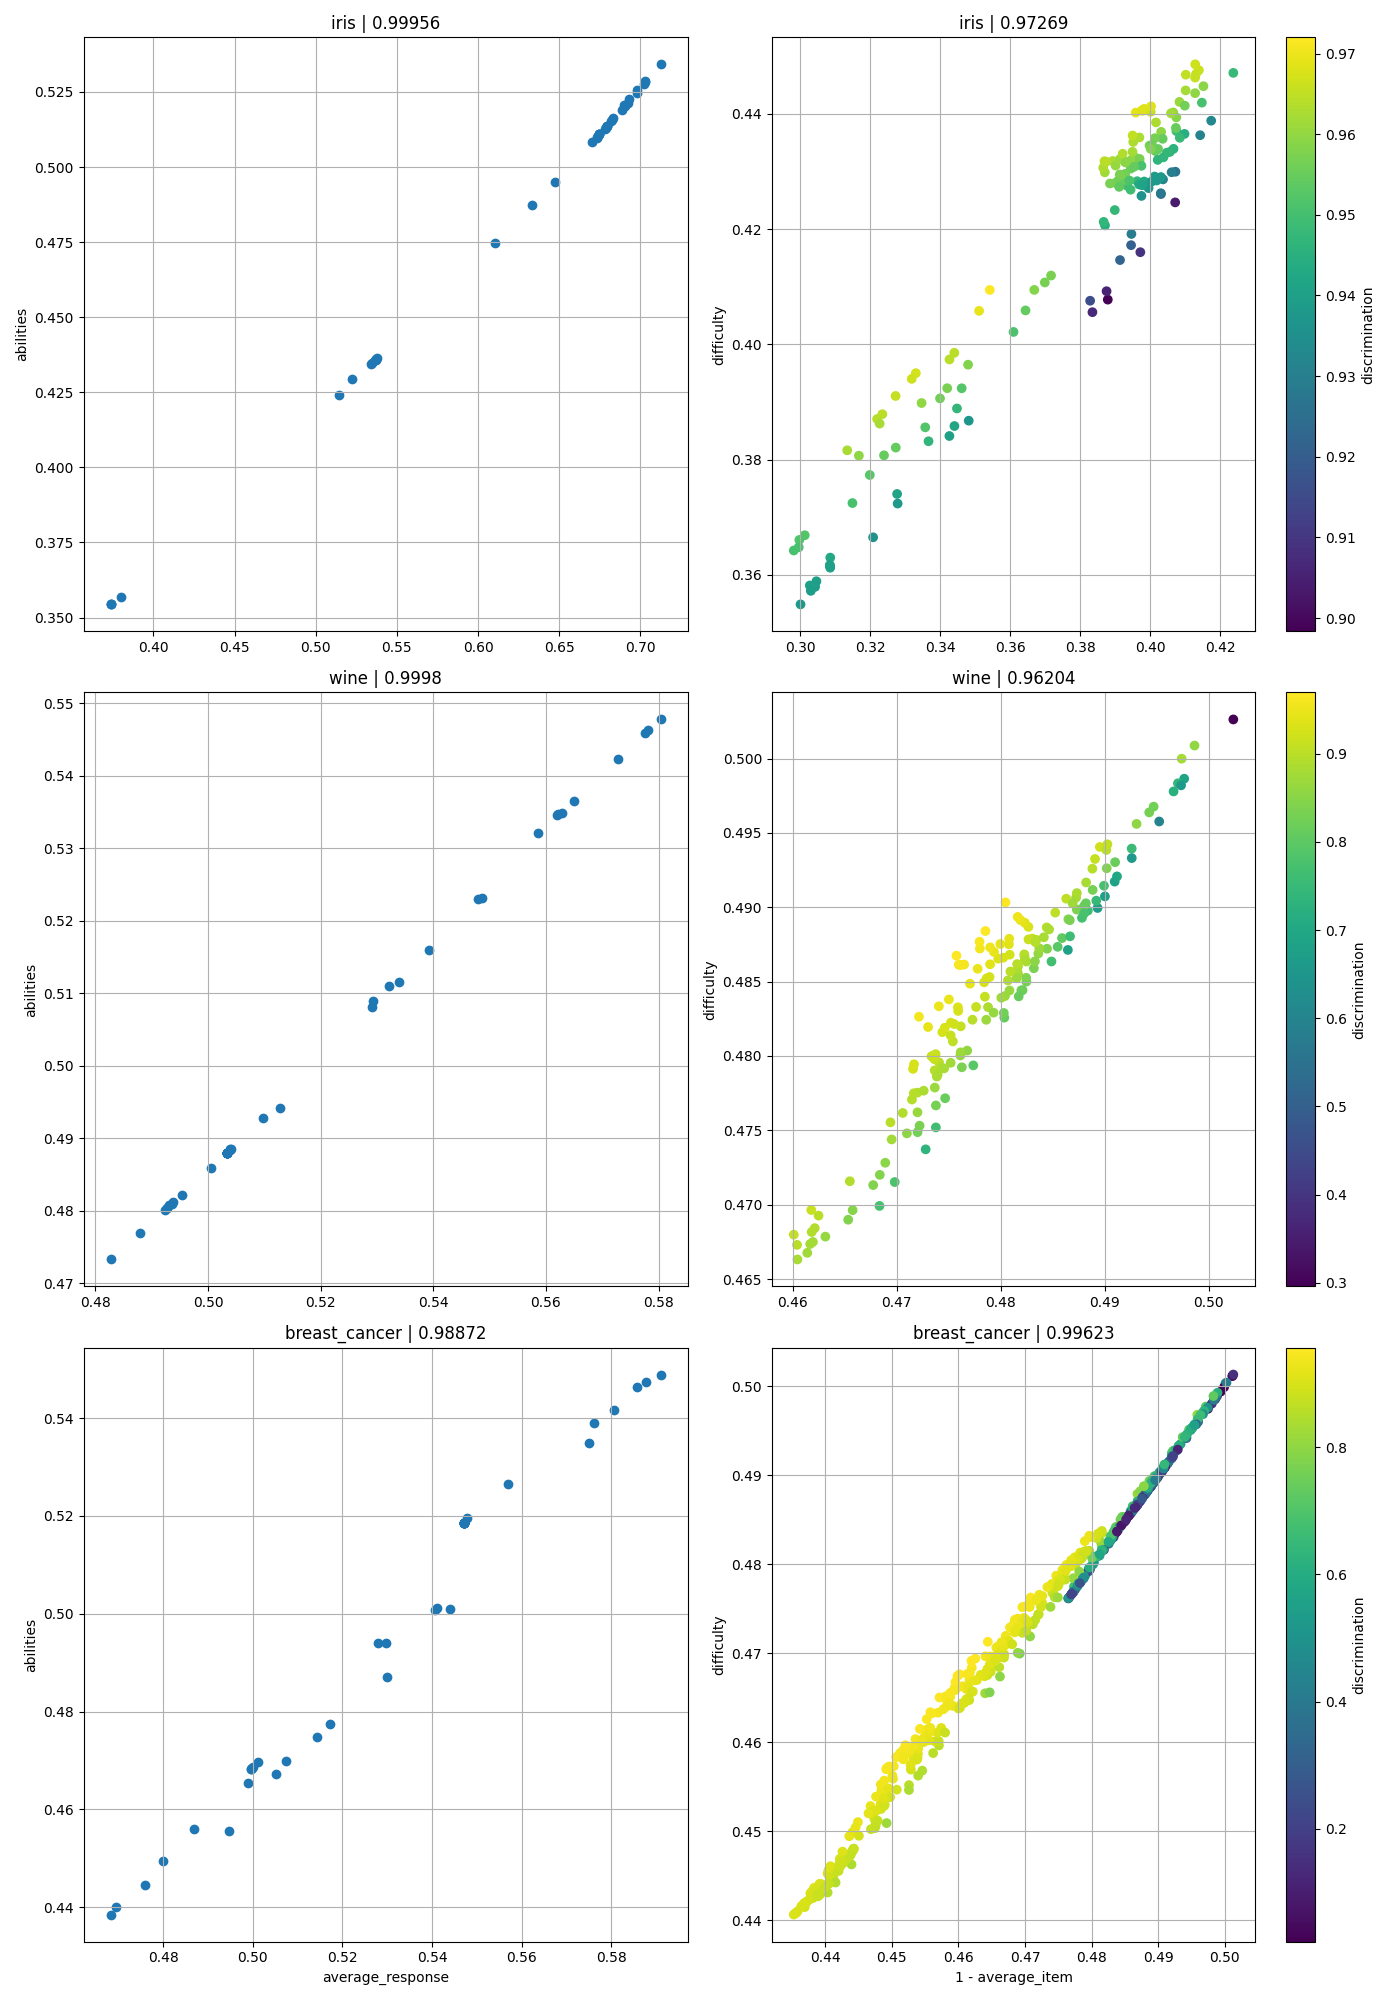 iris | 0.99956
iris | 0.97269
0.525
0.500
0.475
0.450
0.425
0.400
0.375
0.350
abilities
0.40 0.45 0.50 0.55 0.60 0.65 0.70
0.44
0.42
0.40
0.38
0.36
difficulty
0.30 0.32 0.34 0.36 0.38 0.40 0.42
0.97
0.96
0.95
0.94
0.93
0.92
0.91
0.90
discrimination
wine | 0.9998
wine | 0.96204
0.55
0.54
0.53
0.52
0.51
0.50
0.49
0.48
0.47
abilities
0.48 0.50 0.52 0.54 0.56 0.58
0.500
0.495
0.490
0.485
0.480
0.475
0.470
0.465
difficulty
0.46 0.47 0.48 0.49 0.50
0.9
0.8
0.7
0.6
0.5
0.4
0.3
discrimination
breast_cancer | 0.98872
breast_cancer | 0.99623
0.54
0.52
0.50
0.48
0.46
0.44
abilities
0.48 0.50 0.52 0.54 0.56 0.58
average_response
0.50
0.49
0.48
0.47
0.46
0.45
0.44
difficulty
0.44 0.45 0.46 0.47 0.48 0.49 0.50
1 - average_item
0.8
0.6
0.4
0.2
discrimination